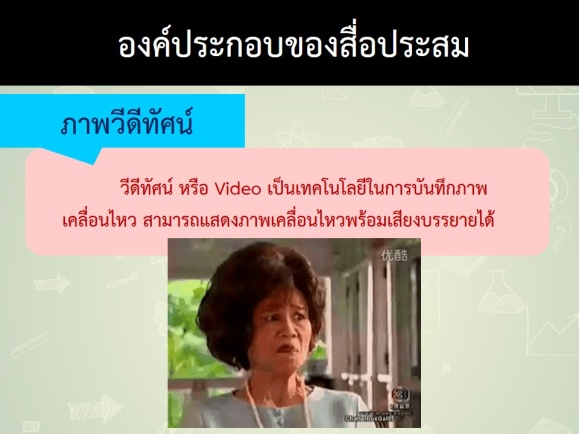 องค์ประกอบของสื่อประสม
ภาพวีดีทัศน์
วีดีทัศน์ หรือ Video เป็นเทคโนโลยีในการบันทึกภาพ
เคลื่อนไหว สามารถแสดงภาพเคลื่อนไหวพร้อมเสียงบรรยายได้
优酷